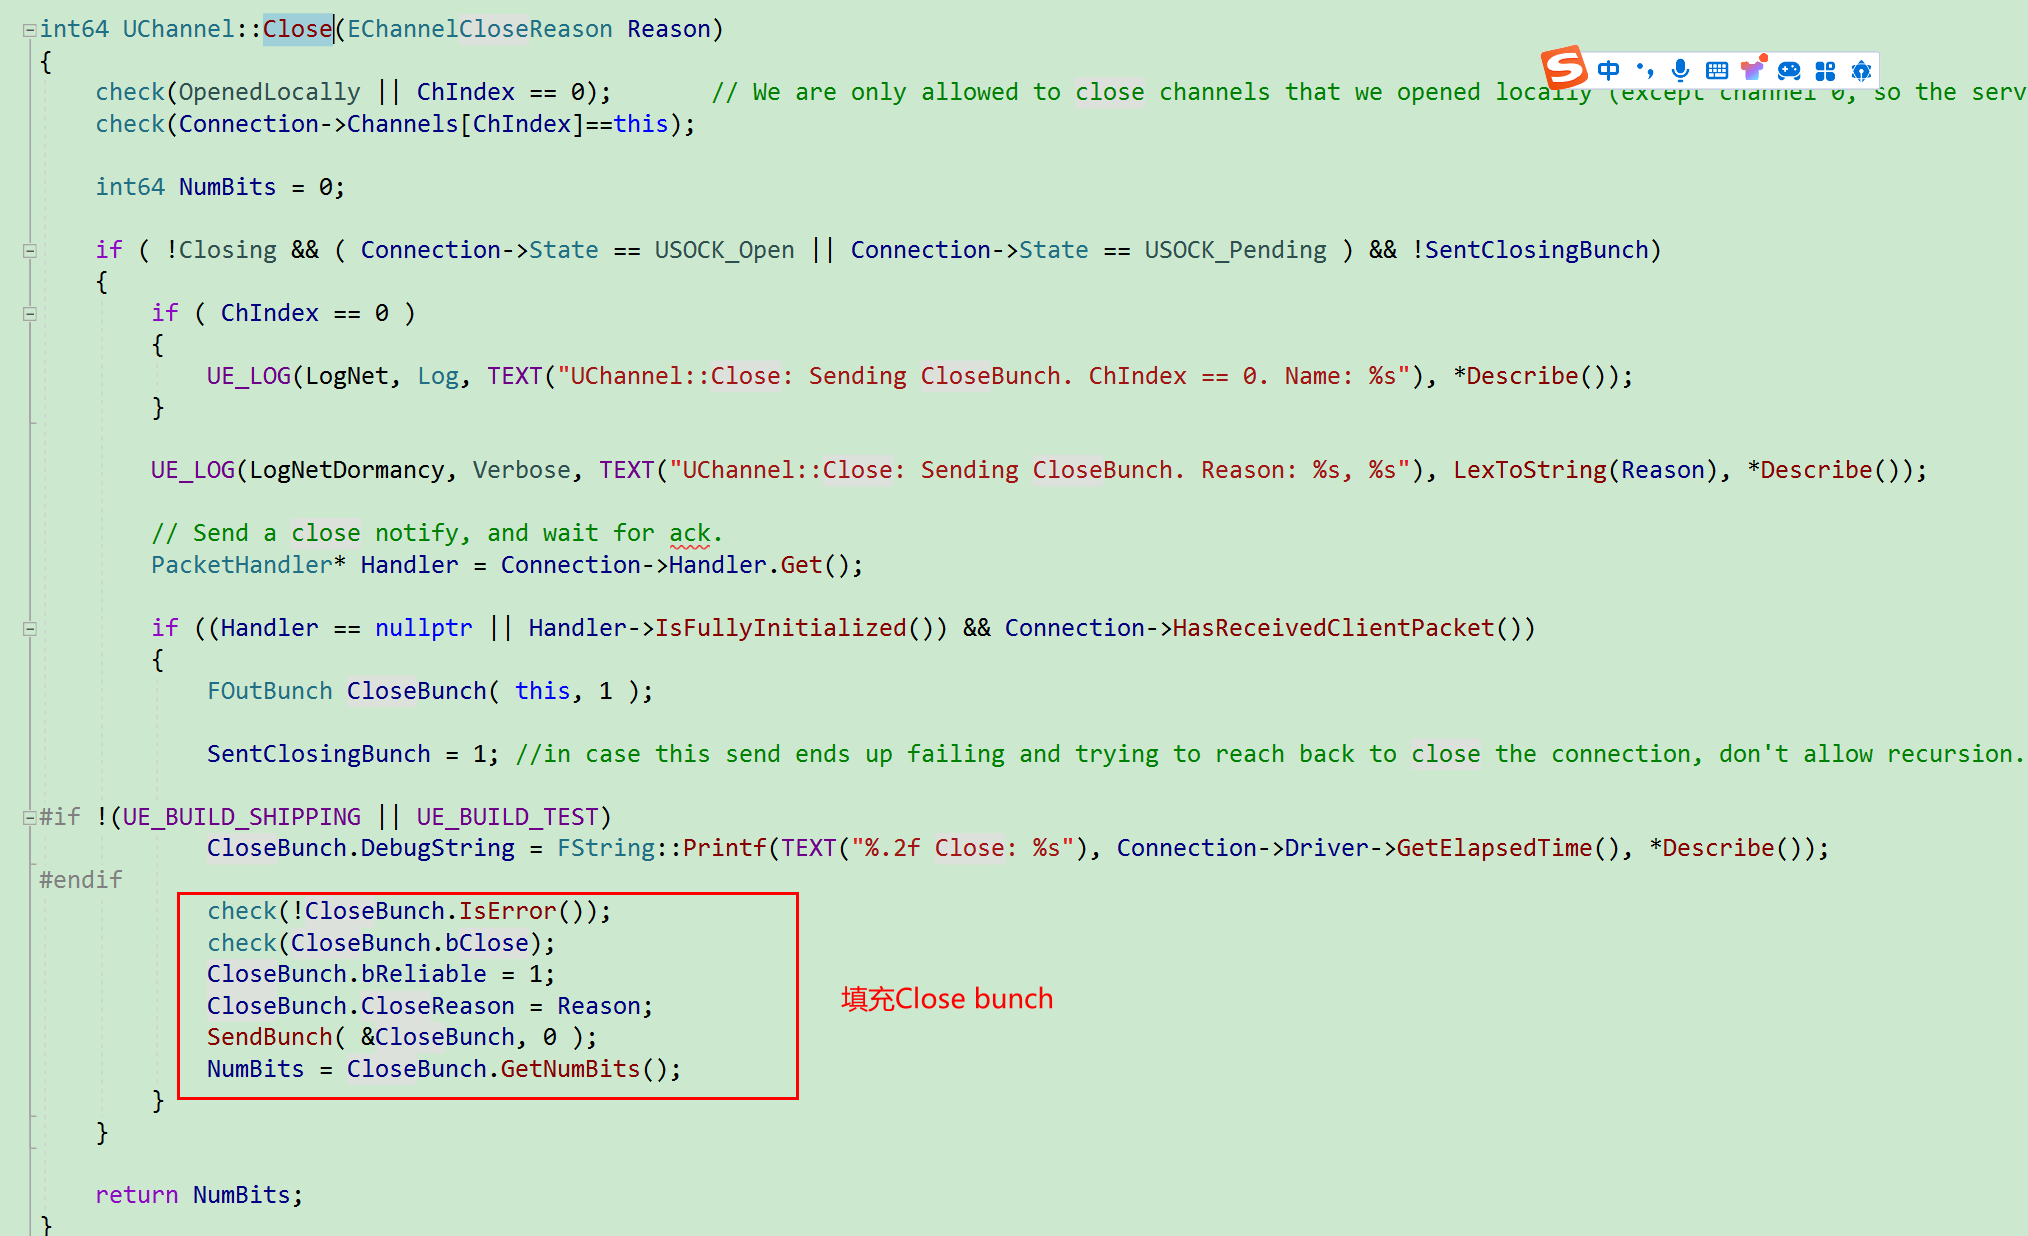 int64 UChannel::Close(EChannelCloseReason Reason)
{
    check(OpenedLocally || ChIndex == 0);       // We are only allowed to close channels that we opened locally (except channel 0, so the serv
    check(Connection->Channels[ChIndex]==this);
    int64 NumBits = 0;
    if ( !Closing && ( Connection->State == USOCK_Open || Connection->State == USOCK_Pending ) && !SentClosingBunch)
    {
        if ( ChIndex == 0 )
        {
            UE_LOG(LogNet, Log, TEXT("UChannel::Close: Sending CloseBunch. ChIndex == 0. Name: %s"), *Describe());
        }
        UE_LOG(LogNetDormancy, Verbose, TEXT("UChannel::Close: Sending CloseBunch. Reason: %s, %s"), LexToString(Reason), *Describe());
        // Send a close notify, and wait for ack.
        PacketHandler* Handler = Connection->Handler.Get();
        if ((Handler == nullptr || Handler->IsFullyInitialized()) && Connection->HasReceivedClientPacket())
        {
            FOutBunch CloseBunch( this, 1 );
            SentClosingBunch = 1; //in case this send ends up failing and trying to reach back to close the connection, don't allow recursion.
#if !(UE_BUILD_SHIPPING || UE_BUILD_TEST)
            CloseBunch.DebugString = FString::Printf(TEXT("%.2f Close: %s"), Connection->Driver->GetElapsedTime(), *Describe());
#endif
            check(!CloseBunch.IsError());
            check(CloseBunch.bClose);
            CloseBunch.bReliable = 1;
            CloseBunch.CloseReason = Reason;
            SendBunch( &CloseBunch, 0 );
            NumBits = CloseBunch.GetNumBits();
        }
    }
    return NumBits;
}
填充Close bunch
中